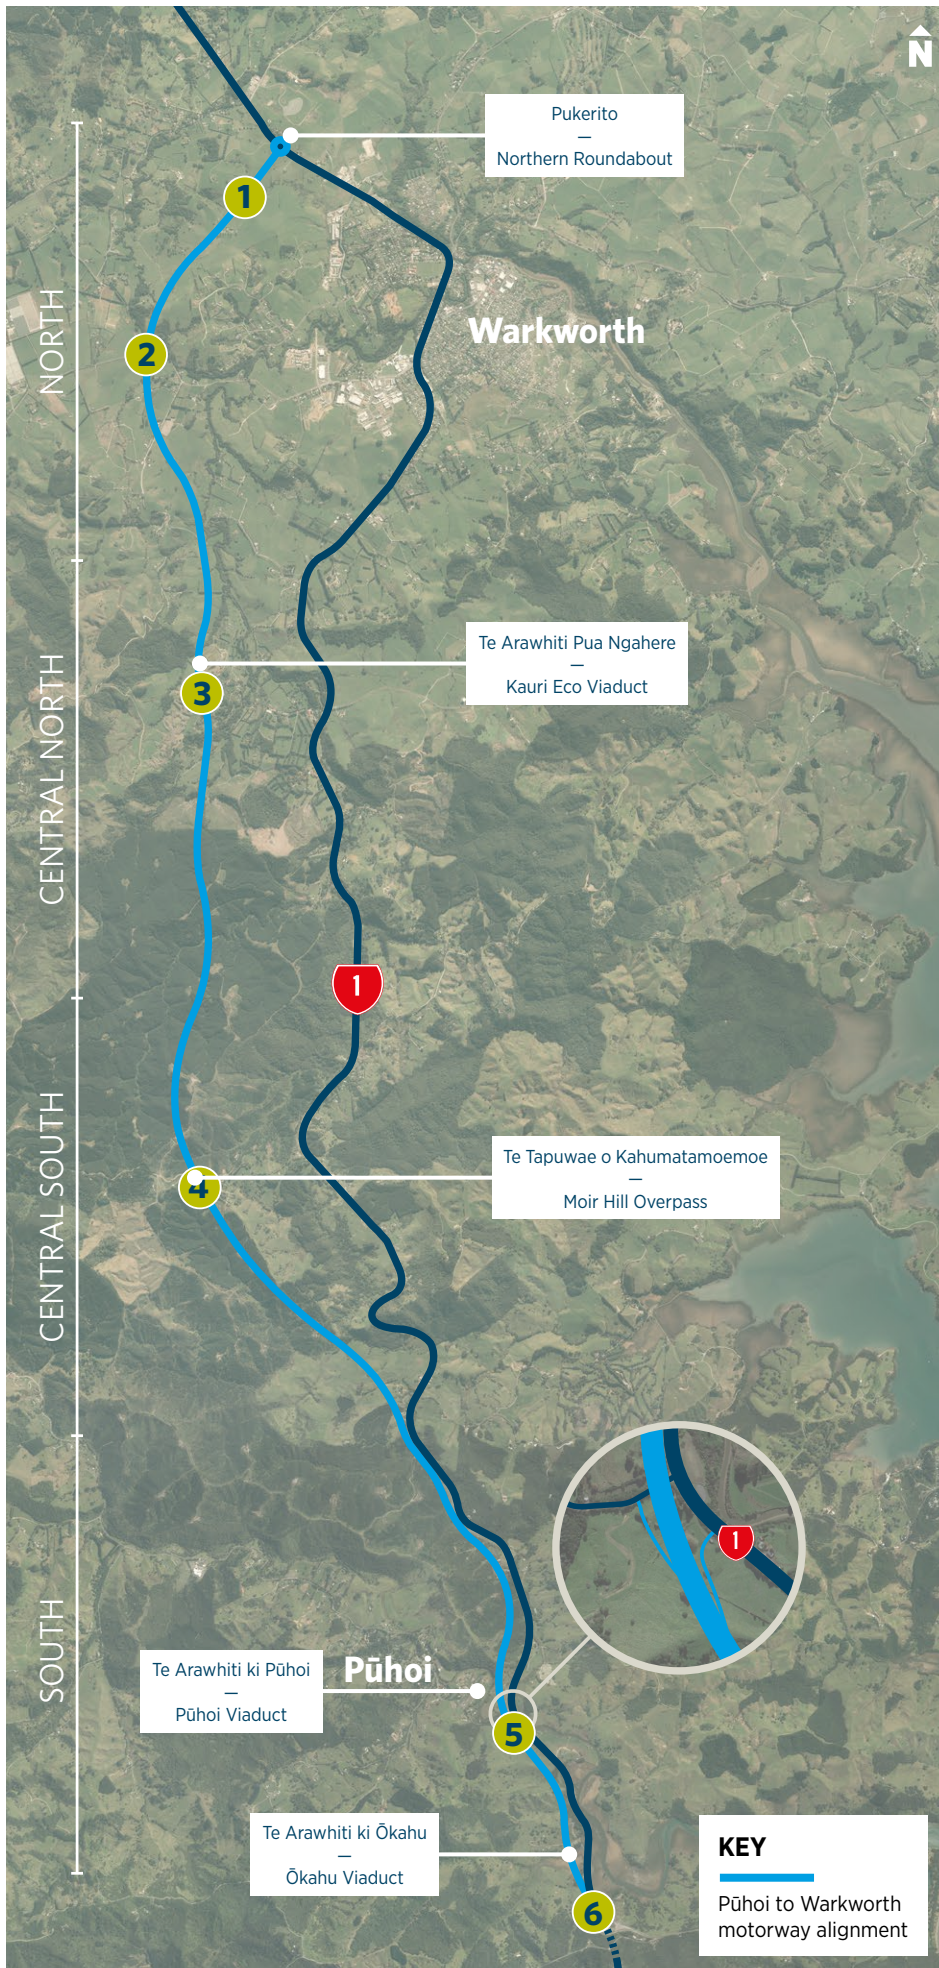 N
Pukerito
—
Northern Roundabout
1
NORTH
Warkworth
2
Te Arawhiti Pua Ngahere
—
Kauri Eco Viaduct
3
CENTRAL NORTH
1
Te Tapuwae o Kahumatamoemoe
—
Moir Hill Overpass
4
CENTRAL SOUTH
1
SOUTH
Te Arawhiti ki Pūhoi
—
Pūhoi Viaduct
Pūhoi
5
Te Arawhiti ki Ōkahu
—
Ōkahu Viaduct
6
KEY
Pūhoi to Warkworth
motorway alignment